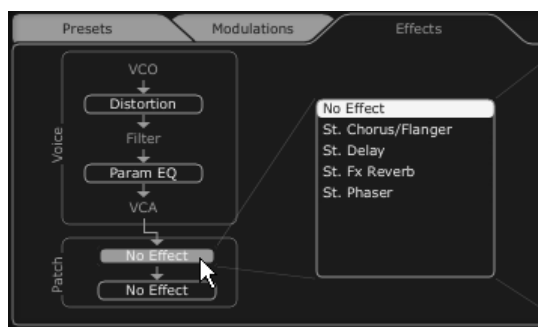 Presets
Modulations
Effects
Voice
VCO
Distortion
Filter
Param EQ
VCA
Patch
No Effect
No Effect
No Effect
St. Chorus/Flanger
St. Delay
St. Fx Reverb
St. Phaser